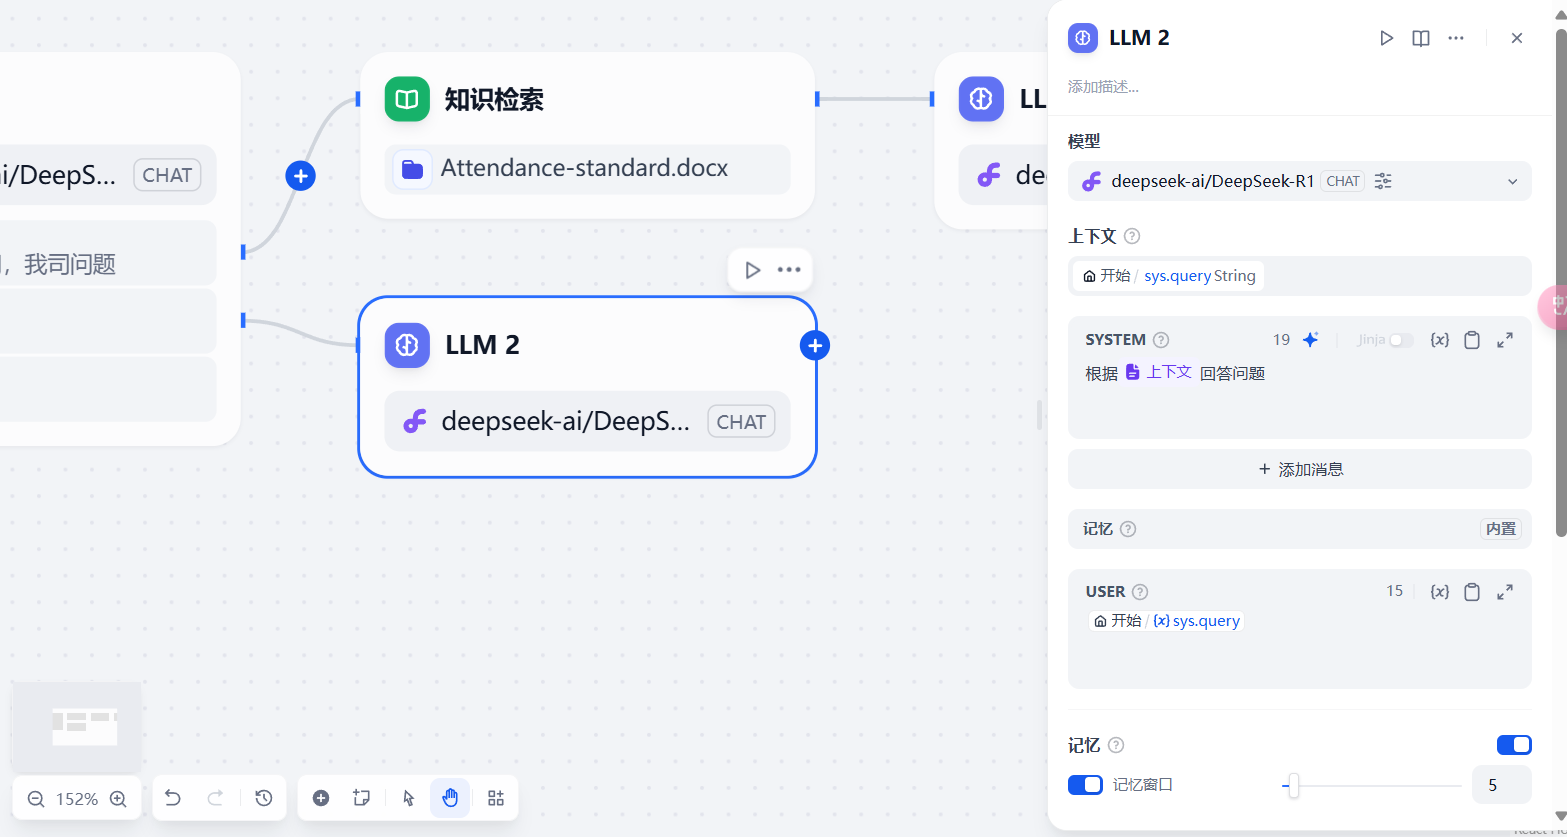 知识检索
Attendance-standard.docx
i/DeepS... CHAT
，我司问题
LL
de
LLM 2
deepseek-ai/DeepS... CHAT
152%
LLM 2
添加描述...
模型
deepseek-ai/DeepSeek-R1 CHAT
上下文
开始 / sys.query String
SYSTEM 19 Jinja {x}
根据 上下文 回答问题
+ 添加消息
记忆 内置
USER 15 {x}
开始 / {x} sys.query
记忆
记忆窗口 5